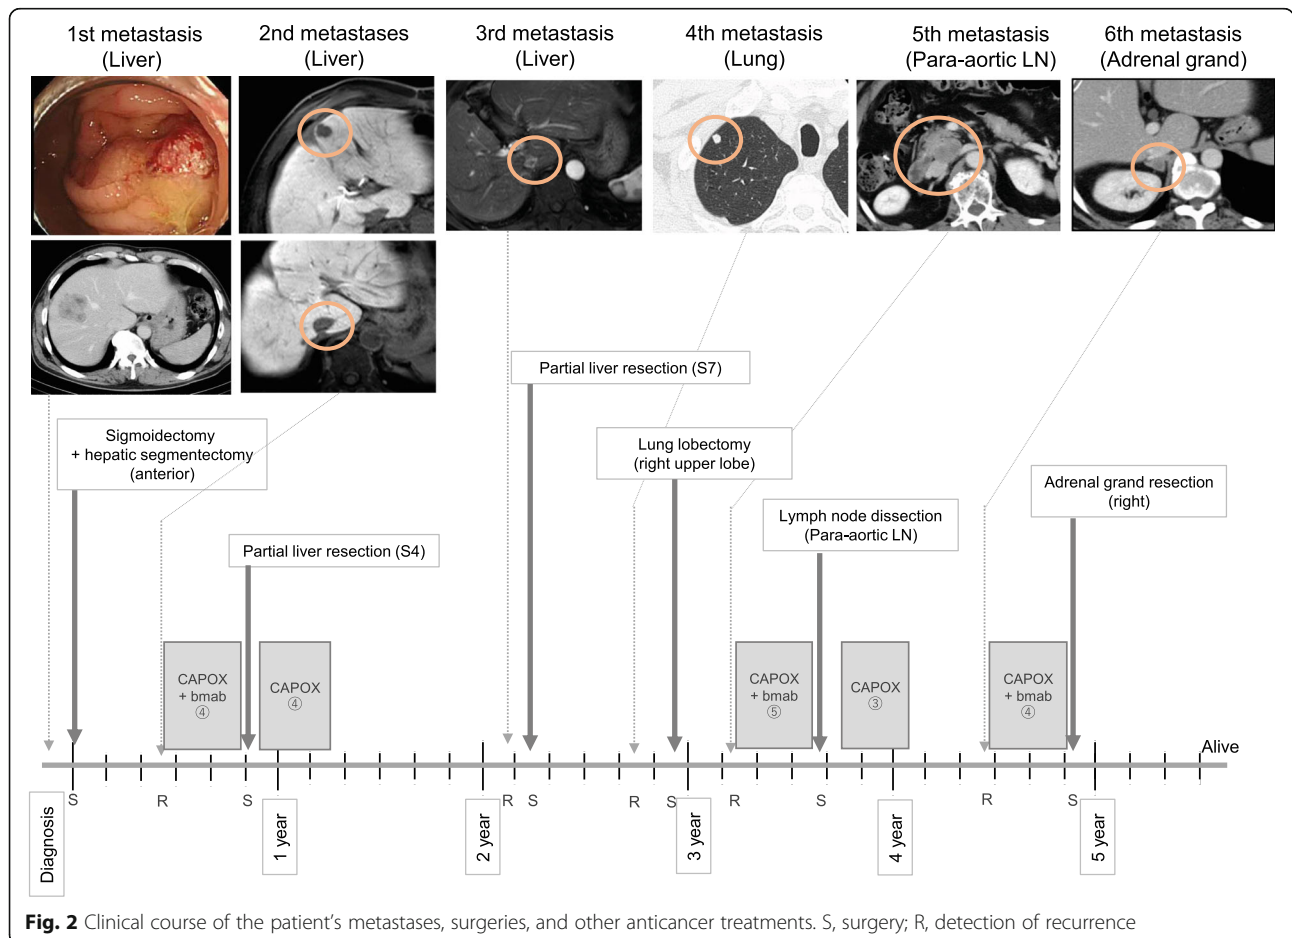 1st metastasis
(Liver)
2nd metastases
(Liver)
3rd metastasis
(Liver)
4th metastasis
(Lung)
5th metastasis
(Para-aortic LN)
6th metastasis
(Adrenal grand)
Partial liver resection (S7)
Sigmoidectomy
+ hepatic segmentectomy
(anterior)
Lung lobectomy
(right upper lobe)
Adrenal grand resection
(right)
Lymph node dissection
(Para-aortic LN)
Partial liver resection (S4)
CAPOX
+ bmab
④
CAPOX
④
CAPOX
+ bmab
⑤
CAPOX
③
CAPOX
+ bmab
④
Alive
S
R
S
R
S
R
S
R
S
R
S
Diagnosis
1 year
2 year
3 year
4 year
5 year
Fig. 2 Clinical course of the patient's metastases, surgeries, and other anticancer treatments. S, surgery; R, detection of recurrence